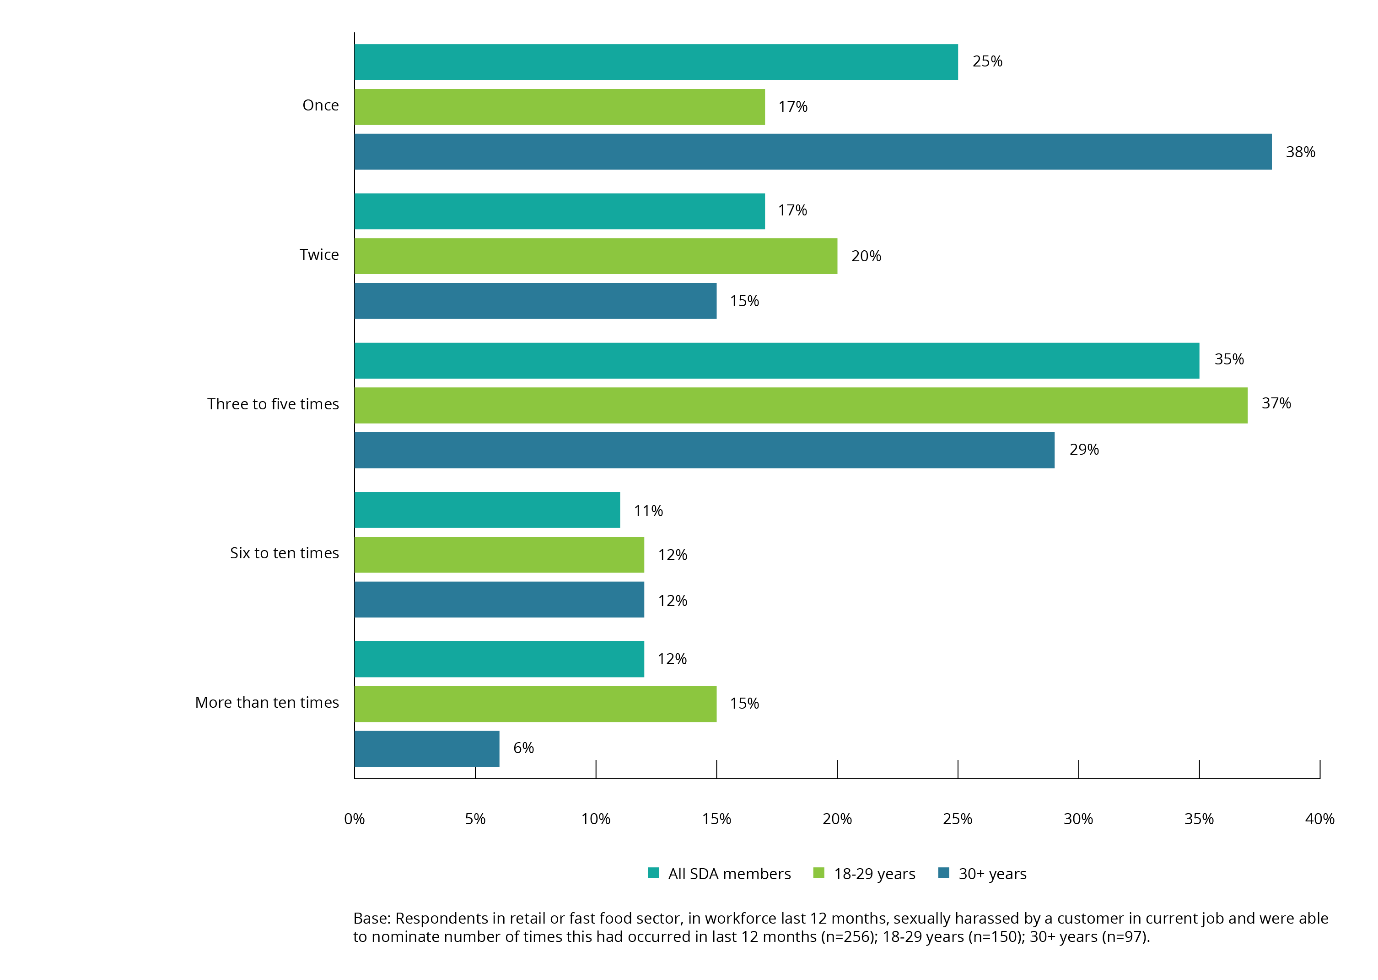 25%
Once
17%
38%
17%
Twice
20%
15%
35%
Three to five times
37%
29%
11%
Six to ten times
12%
12%
12%
More than ten times
15%
6%
0% 5% 10% 15% 20% 25% 30% 35% 40%
All SDA members 18-29 years 30+ years
Base: Respondents in retail or fast food sector, in workforce last 12 months, sexually harassed by a customer in current job and were able
to nominate number of times this had occurred in last 12 months (n=256); 18-29 years (n=150); 30+ years (n=97).